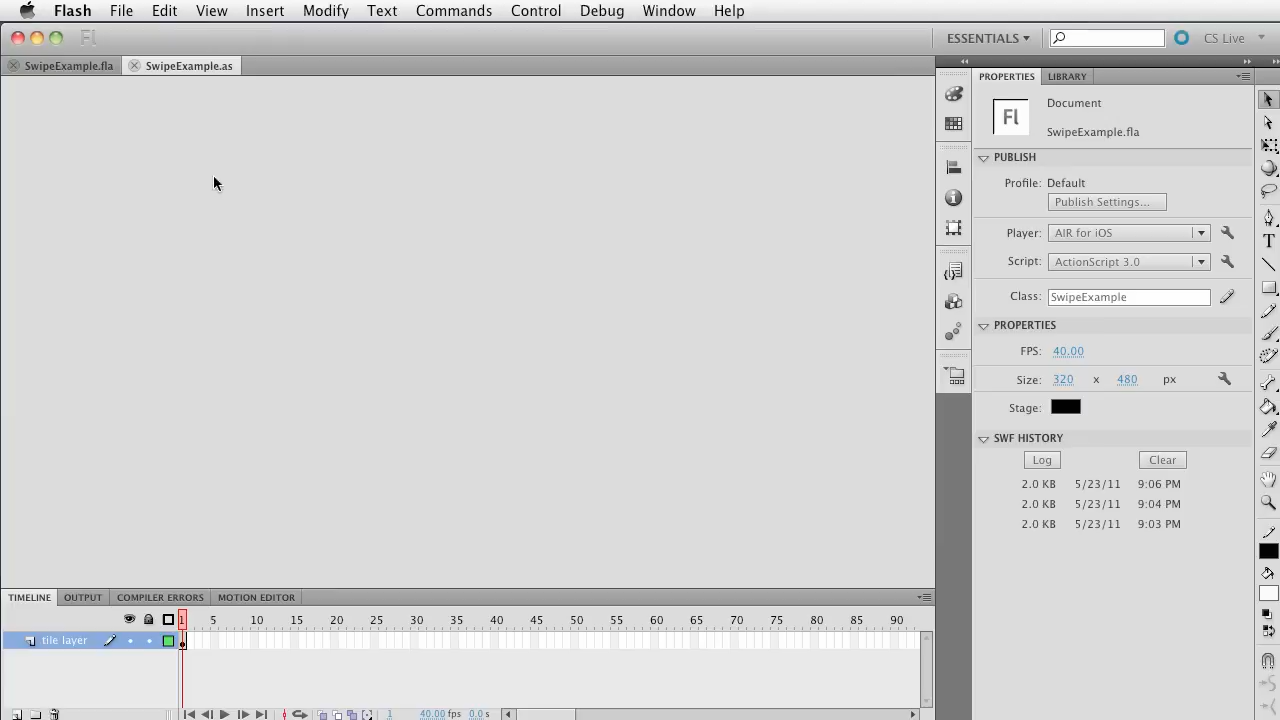 Flash File Edit View Insert Modify Text Commands Control Debug Window Help
Fl ESSENTIALS CS Live
SwipeExample.fla SwipeExample.as
PROPERTIES LIBRARY
Fl
Document
SwipeExample.fla
PUBLISH
Profile: Default
Publish Settings...
Player: AIR for iOS
Script: ActionScript 3.0
Class: SwipeExample
PROPERTIES
FPS: 40.00
Size: 320 x 480 px
Stage:
SWF HISTORY
Log Clear
2.0 KB 5/23/11 9:06 PM
2.0 KB 5/23/11 9:04 PM
2.0 KB 5/23/11 9:03 PM
TIMELINE OUTPUT COMPILER ERRORS MOTION EDITOR
1 5 10 15 20 25 30 35 40 45 50 55 60 65 70 75 80 85 90
tile layer
1 40.00 fps 0.0 s